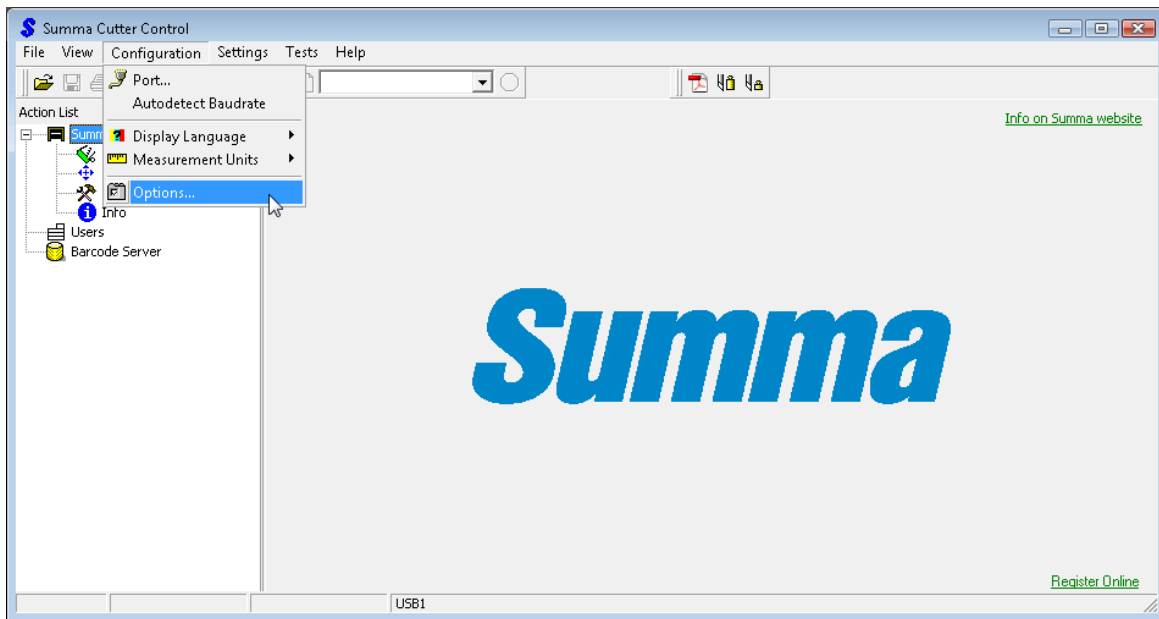 Summa Cutter Control
File View Configuration Settings Tests Help
Port...
Autodetect Baudrate
Display Language
Measurement Units
Options...
Action List
Info
Users
Barcode Server
Info on Summa website
Summa
Register Online
USB1